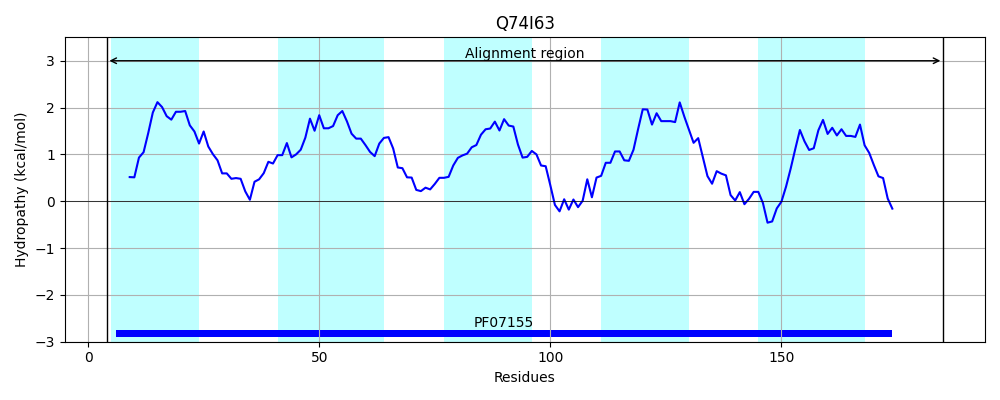 Q74I63
Alignment region
PF07155
Hydropathy (kcal/mol)
3
2
1
0
−1
−2
−3
0
50
100
150
Residues